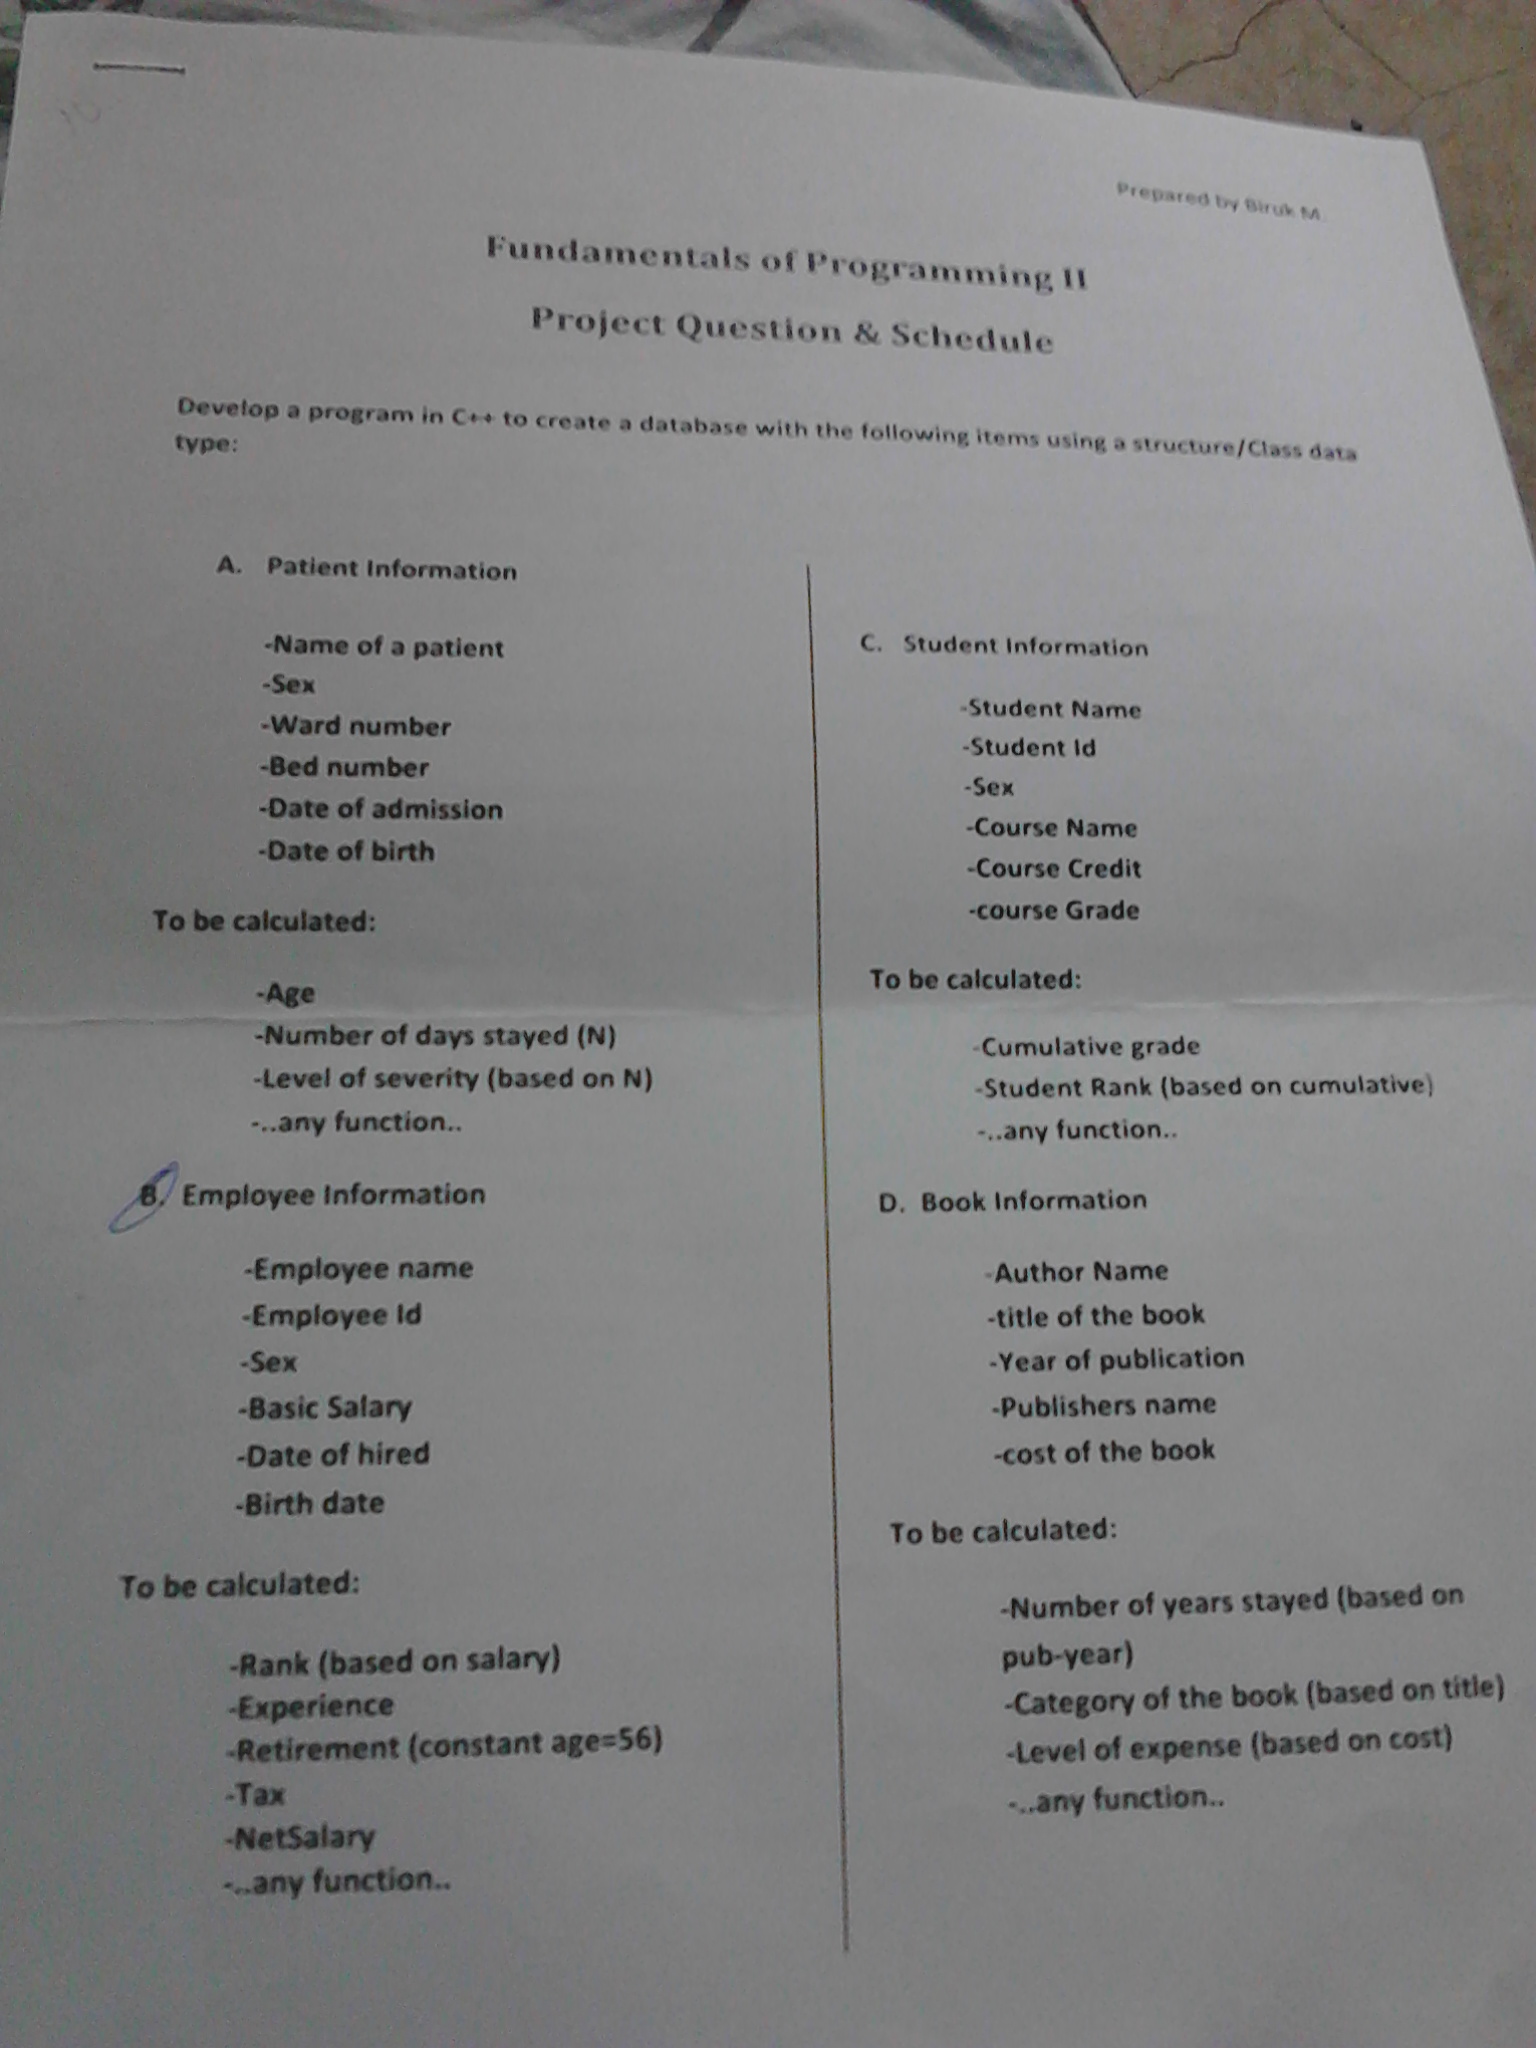 Prepared by Biruk M.
Fundamentals of Programming II
Project Question & Schedule
Develop a program in C++ to create a database with the following items using a structure/Class data
type:
A. Patient Information
-Name of a patient
-Sex
-Ward number
-Bed number
-Date of admission
-Date of birth
To be calculated:
-Age
-Number of days stayed (N)
-Level of severity (based on N)
-..any function..
B. Employee Information
-Employee name
-Employee Id
-Sex
-Basic Salary
-Date of hired
-Birth date
To be calculated:
-Rank (based on salary)
-Experience
-Retirement (constant age=56)
-Tax
-NetSalary
-..any function..
C. Student Information
-Student Name
-Student Id
-Sex
-Course Name
-Course Credit
-course Grade
To be calculated:
-Cumulative grade
-Student Rank (based on cumulative)
-..any function..
D. Book Information
-Author Name
-title of the book
-Year of publication
-Publishers name
-cost of the book
To be calculated:
-Number of years stayed (based on
pub-year)
-Category of the book (based on title)
-Level of expense (based on cost)
-..any function..